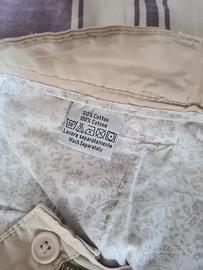 100% Cotton
100% Cotone
Lavare separatamente
Wash Separately